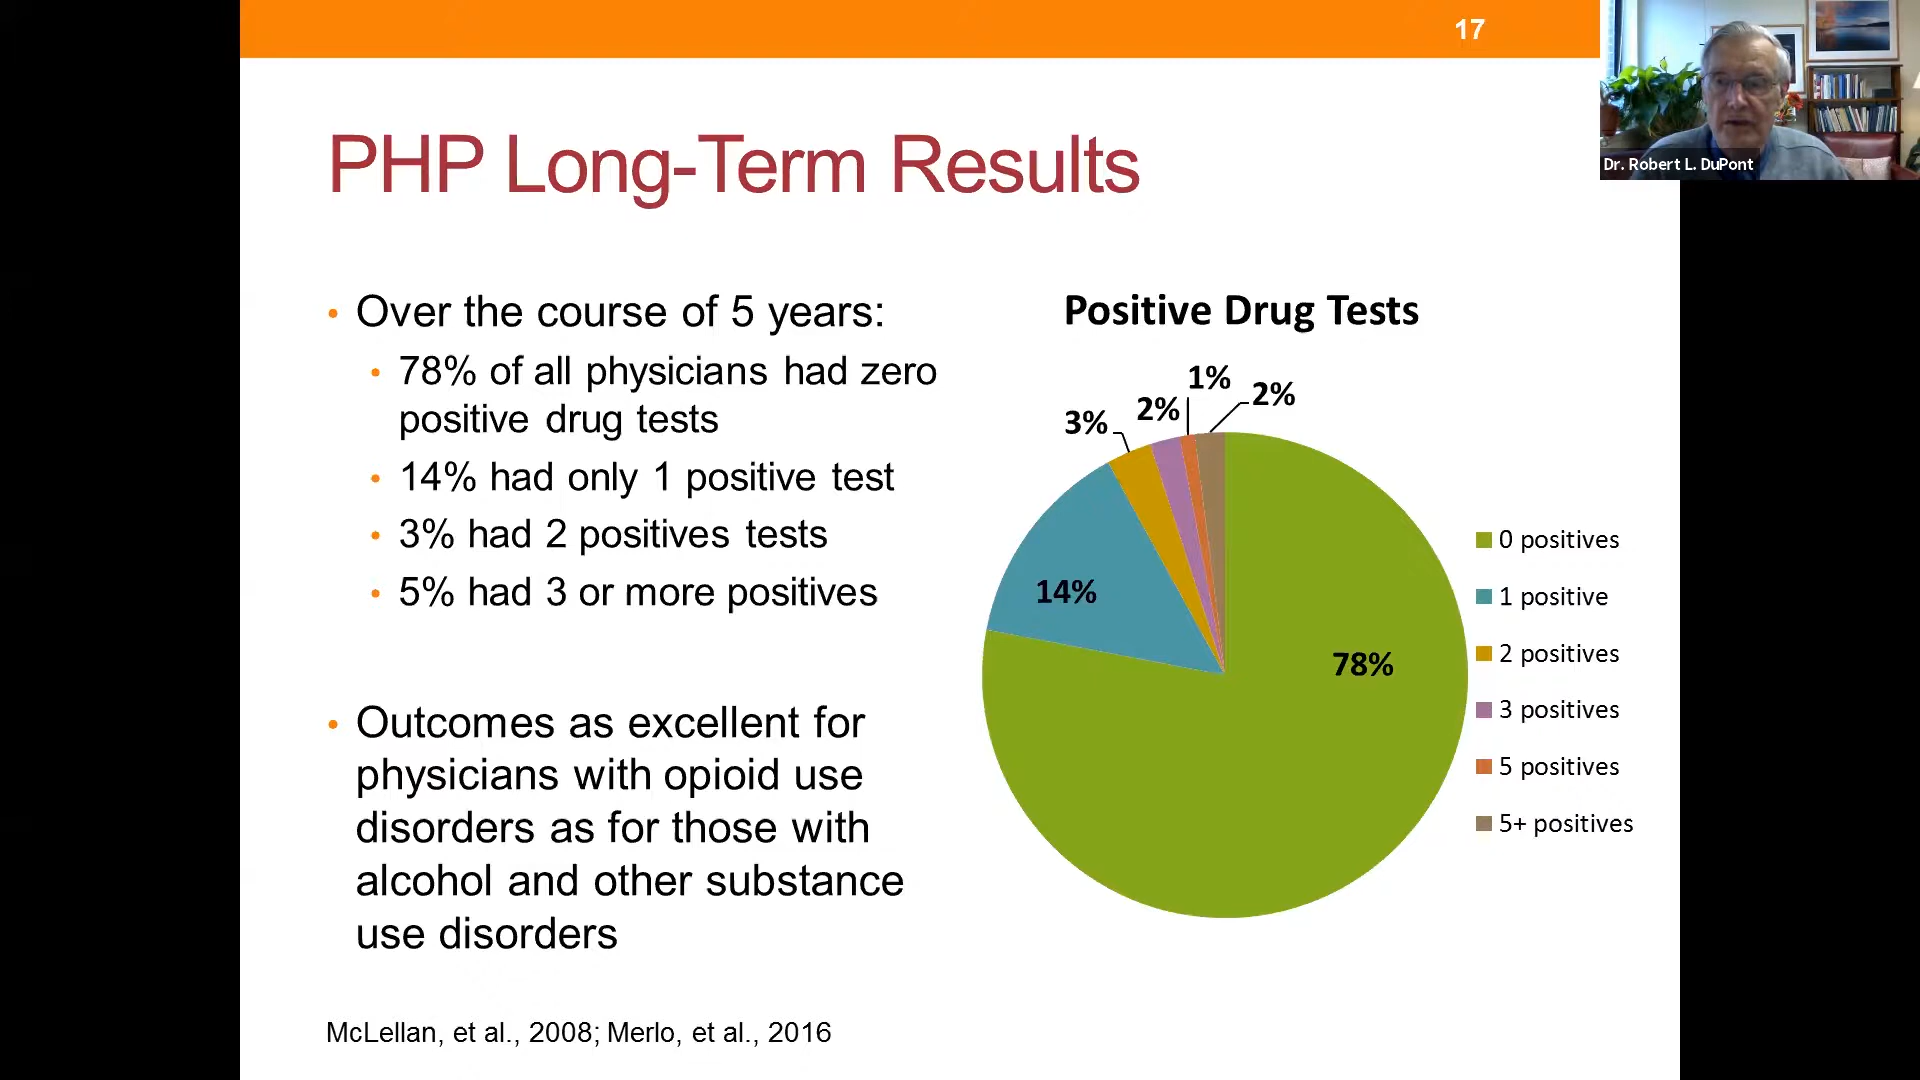 17
Dr. Robert L. DuPont
PHP Long-Term Results
• Over the course of 5 years:
• 78% of all physicians had zero
positive drug tests
• 14% had only 1 positive test
• 3% had 2 positives tests
• 5% had 3 or more positives
• Outcomes as excellent for
physicians with opioid use
disorders as for those with
alcohol and other substance
use disorders
McLellan, et al., 2008; Merlo, et al., 2016
Positive Drug Tests
3%
2%
1%
2%
14%
78%
0 positives
1 positive
2 positives
3 positives
5 positives
5+ positives